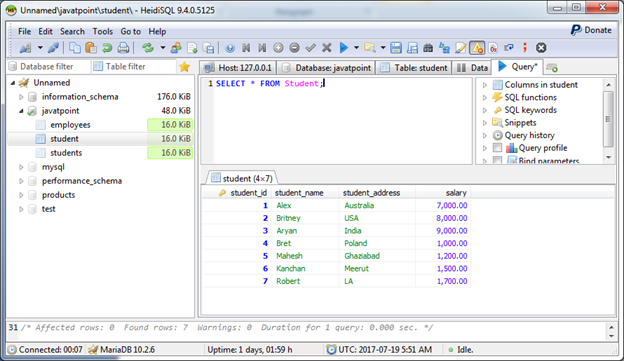 Unnamed\javatpoint\student\ - HeidiSQL 9.4.0.5125
File Edit Search Tools Go to Help Donate
Database filter Table filter
Host: 127.0.0.1 Database: javatpoint Table: student Data Query*
Unnamed
information_schema 176.0 KiB
javatpoint 48.0 KiB
employees 16.0 KiB
student 16.0 KiB
students 16.0 KiB
mysql
performance_schema
products
test
1 SELECT * FROM Student;
Columns in student
SQL functions
SQL keywords
Snippets
Query history
Query profile
Bind parameters
student (4×7)
student_id student_name student_address salary
1 Alex Australia 7,000.00
2 Britney USA 8,000.00
3 Aryan India 9,000.00
4 Bret Poland 1,000.00
5 Mahesh Ghaziabad 1,200.00
6 Kanchan Meerut 1,500.00
7 Robert LA 1,700.00
31 /* Affected rows: 0 Found rows: 7 Warnings: 0 Duration for 1 query: 0.000 sec. */
Connected: 00:07 MariaDB 10.2.6 Uptime: 1 days, 01:59 h UTC: 2017-07-19 5:51 AM Idle.